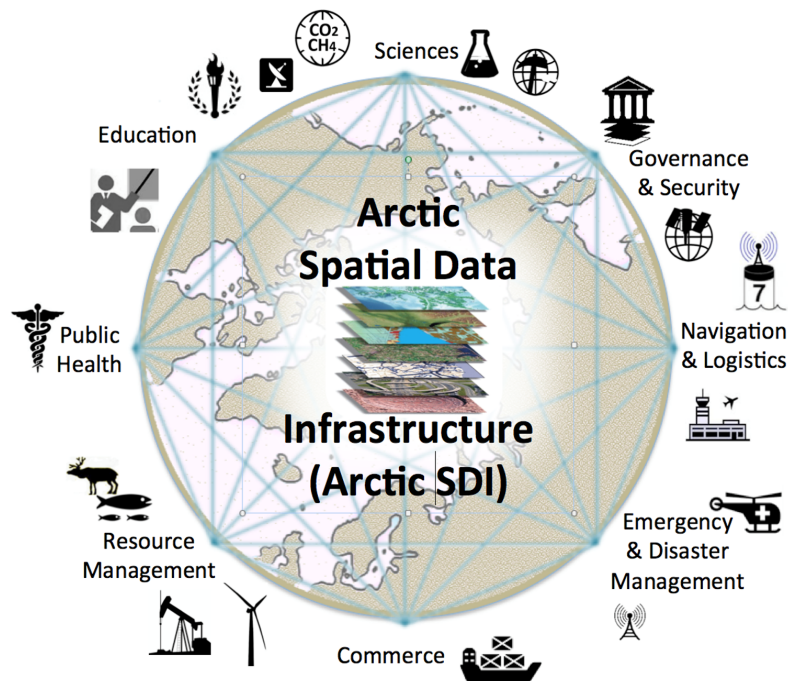 CO2
CH4
Sciences
Education
Governance
& Security
Arctic
Spatial Data
7
Public
Health
Navigation
& Logistics
Infrastructure
(Arctic SDI)
Resource
Management
Emergency
& Disaster
Management
Commerce